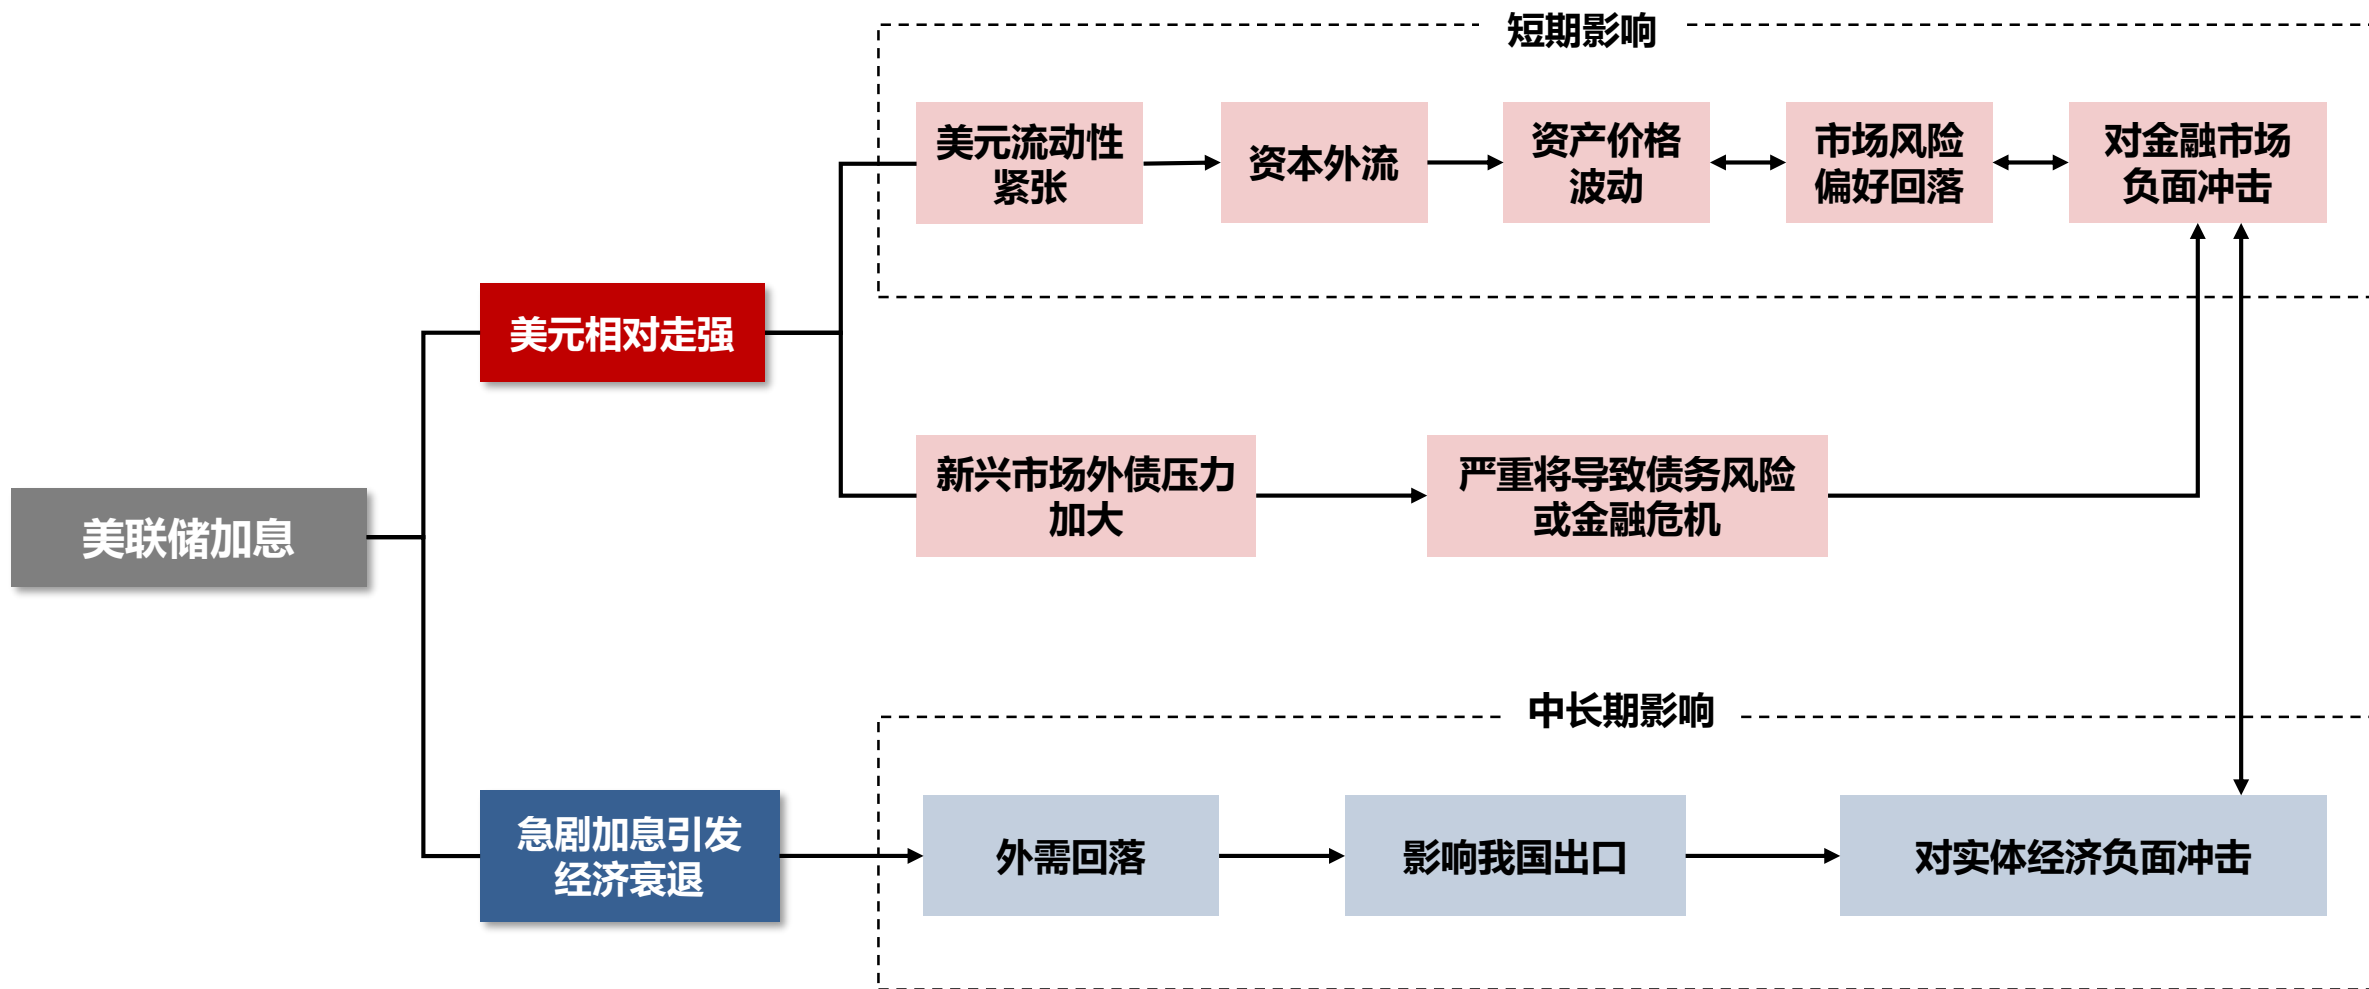 短期影响
美元流动性
紧张
资本外流
资产价格
波动
市场风险
偏好回落
对金融市场
负面冲击
美元相对走强
新兴市场外债压力
加大
严重将导致债务风险
或金融危机
美联储加息
中长期影响
急剧加息引发
经济衰退
外需回落
影响我国出口
对实体经济负面冲击